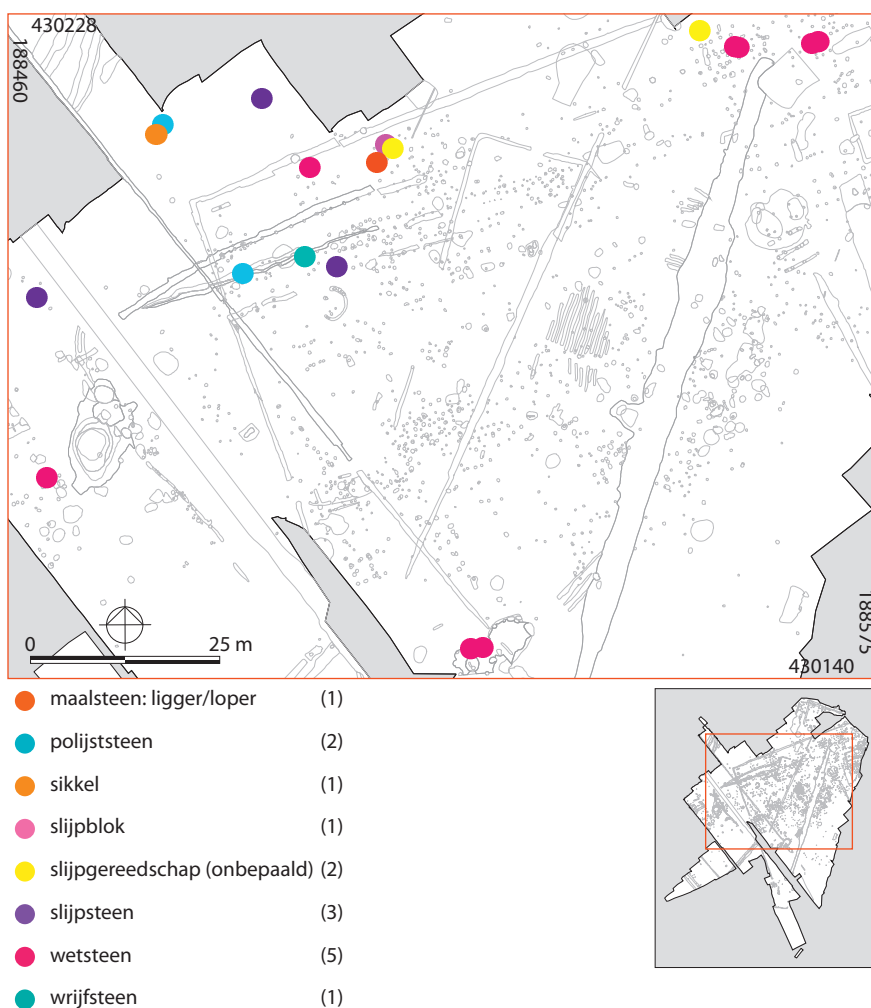 430228
188460
188575
0 25 m
430140
maalsteen: ligger/loper (1)
polijststeen (2)
sikkel (1)
slijpblok (1)
slijpgereedschap (onbepaald) (2)
slijpsteen (3)
wetsteen (5)
wrijfsteen (1)